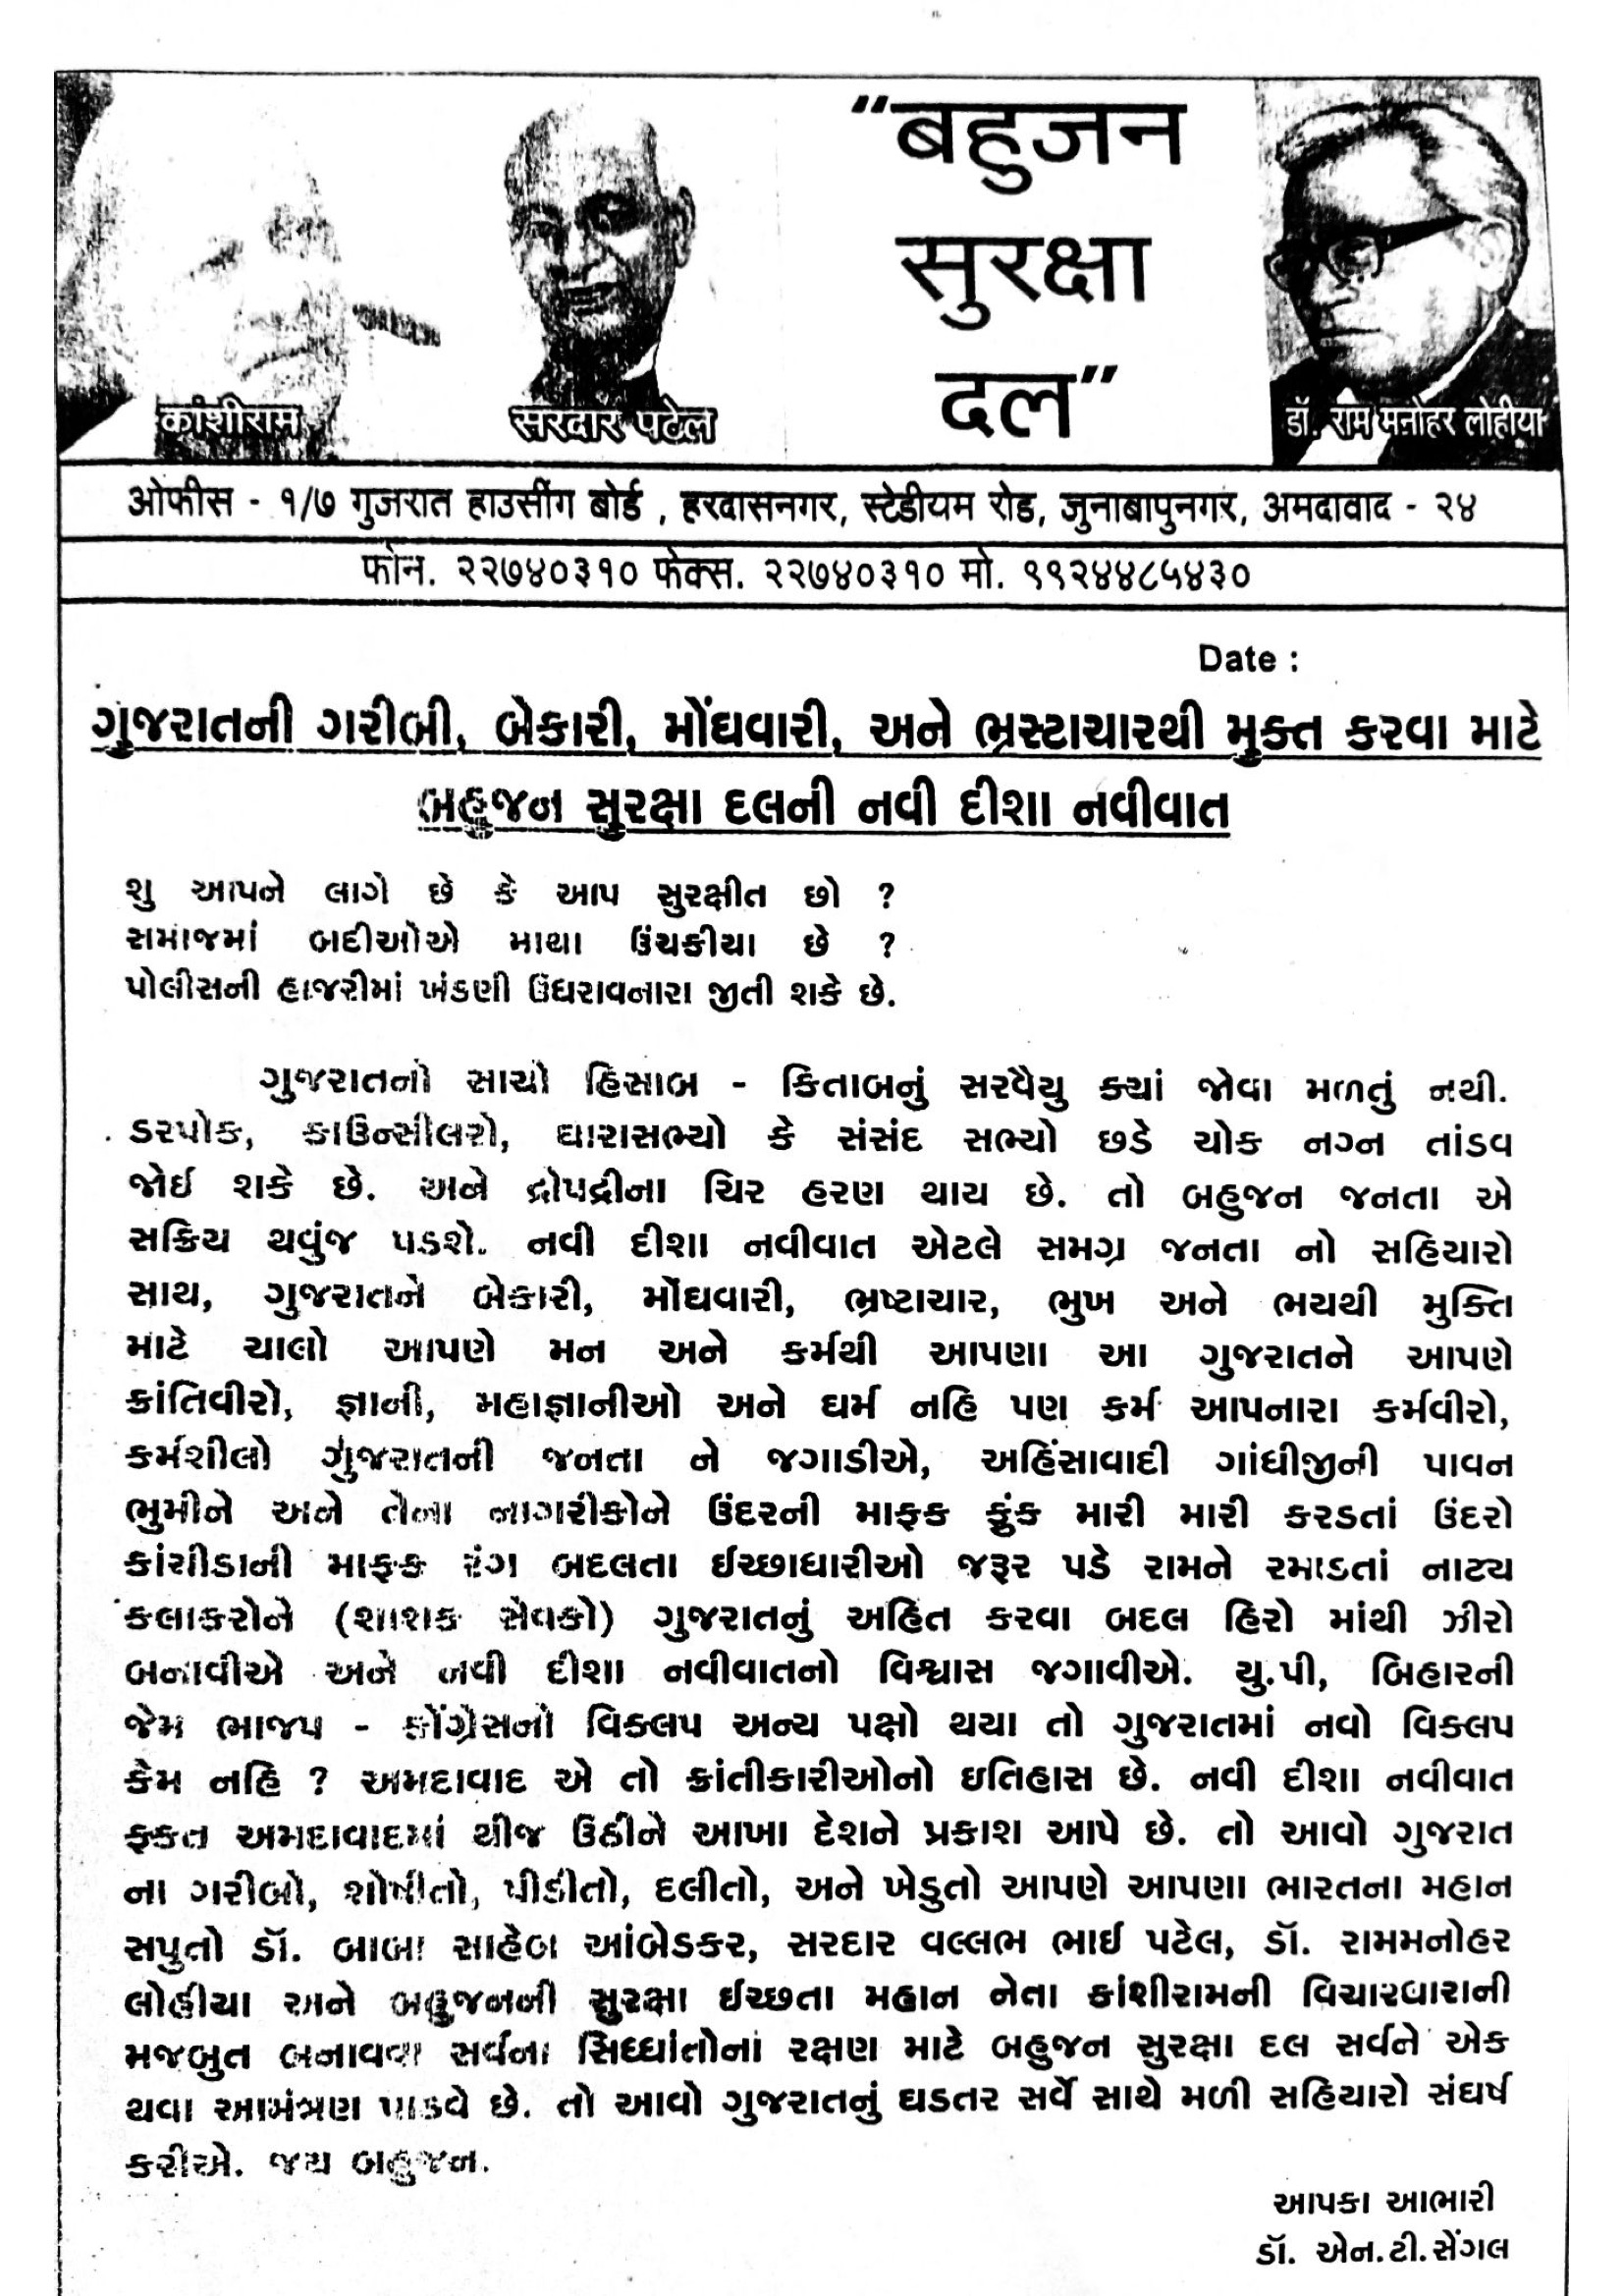 "बहुजन
सुरक्षा
दल"
कांशीराम
सरदार पटेल
डॉ. राम मनोहर लोहीया
ओफीस - १/७ गुजरात हाउसींग बोर्ड , हरदासनगर, स्टेडीयम रोड, जुनाबापुनगर, अमदावाद - २४
फोन. २२७४०३१० फेक्स. २२७४०३१० मो. ९९२४४८५४३०
Date :
ગુજરાતની ગરીબી, બેકારી, મોંઘવારી, અને ભ્રસ્ટાચારથી મુક્ત કરવા માટે
બહુજન સુરક્ષા દલની નવી દીશા નવીવાત
શુ આપને લાગે છે કે આપ સુરક્ષીત છો ?
સમાજમાં બદીઓએ માથા ઉંચકીયા છે ?
પોલીસની હાજરીમાં ખંડણી ઉઘરાવનારા જીતી શકે છે.
ગુજરાતનો સાચો હિસાબ - કિતાબનું સરવૈયુ ક્યાં જોવા મળતું નથી.
ડરપોક, કાઉન્સીલરો, ધારાસભ્યો કે સંસંદ સભ્યો છડે ચોક નગ્ન તાંડવ
જોઈ શકે છે. અને દ્રોપદ્રીના ચિર હરણ થાય છે. તો બહુજન જનતા એ
સક્રિય થવુંજ પડશે. નવી દીશા નવીવાત એટલે સમગ્ર જનતા નો સહિયારો
સાથ, ગુજરાતને બેકારી, મોંઘવારી, ભ્રષ્ટાચાર, ભુખ અને ભયથી મુક્તિ
માટે ચાલો આપણે મન અને કર્મથી આપણા આ ગુજરાતને આપણે
ક્રાંતિવીરો, જ્ઞાની, મહાજ્ઞાનીઓ અને ધર્મ નહિ પણ કર્મ આપનારા કર્મવીરો,
કર્મશીલો ગુજરાતની જનતા ને જગાડીએ, અહિંસાવાદી ગાંધીજીની પાવન
ભુમીને અને તેના નાગરીકોને ઉંદરની માફક ફુંક મારી મારી કરડતાં ઉંદરો
કાંચીડાની માફક રંગ બદલતા ઈચ્છાધારીઓ જરૂર પડે રામને રમાડતાં નાટ્ય
કલાકરોને (શાશક સેવકો) ગુજરાતનું અહિત કરવા બદલ હિરો માંથી ઝીરો
બનાવીએ અને નવી દીશા નવીવાતનો વિશ્વાસ જગાવીએ. યુ.પી, બિહારની
જેમ ભાજપ - કોંગ્રેસનો વિક્લપ અન્ય પક્ષો થયા તો ગુજરાતમાં નવો વિક્લપ
કેમ નહિ ? અમદાવાદ એ તો ક્રાંતીકારીઓનો ઇતિહાસ છે. નવી દીશા નવીવાત
ફક્ત અમદાવાદમાં થીજ ઉઠીને આખા દેશને પ્રકાશ આપે છે. તો આવો ગુજરાત
ના ગરીબો, શોષીતો, પીડીતો, દલીતો, અને ખેડુતો આપણે આપણા ભારતના મહાન
સપુતો ડૉ. બાબા સાહેબ આંબેડકર, સરદાર વલ્લભ ભાઈ પટેલ, ડૉ. રામમનોહર
લોહીયા અને બહુજનની સુરક્ષા ઈચ્છતા મહાન નેતા કાંશીરામની વિચારધારાની
મજબુત બનાવવા સર્વના સિધ્ધાંતોના રક્ષણ માટે બહુજન સુરક્ષા દલ સર્વને એક
થવા આમંત્રણ પાઠવે છે. તો આવો ગુજરાતનું ઘડતર સર્વે સાથે મળી સહિયારો સંઘર્ષ
કરીએ. જય બહુજન.
આપકા આભારી
ડૉ. એન.ટી.સેંગલ